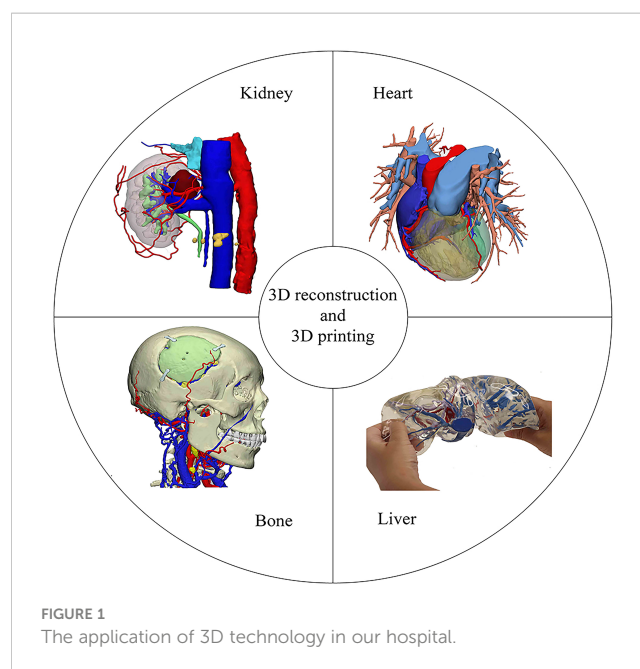 Kidney
Heart
3D reconstruction
and
3D printing
Bone
Liver
FIGURE 1
The application of 3D technology in our hospital.